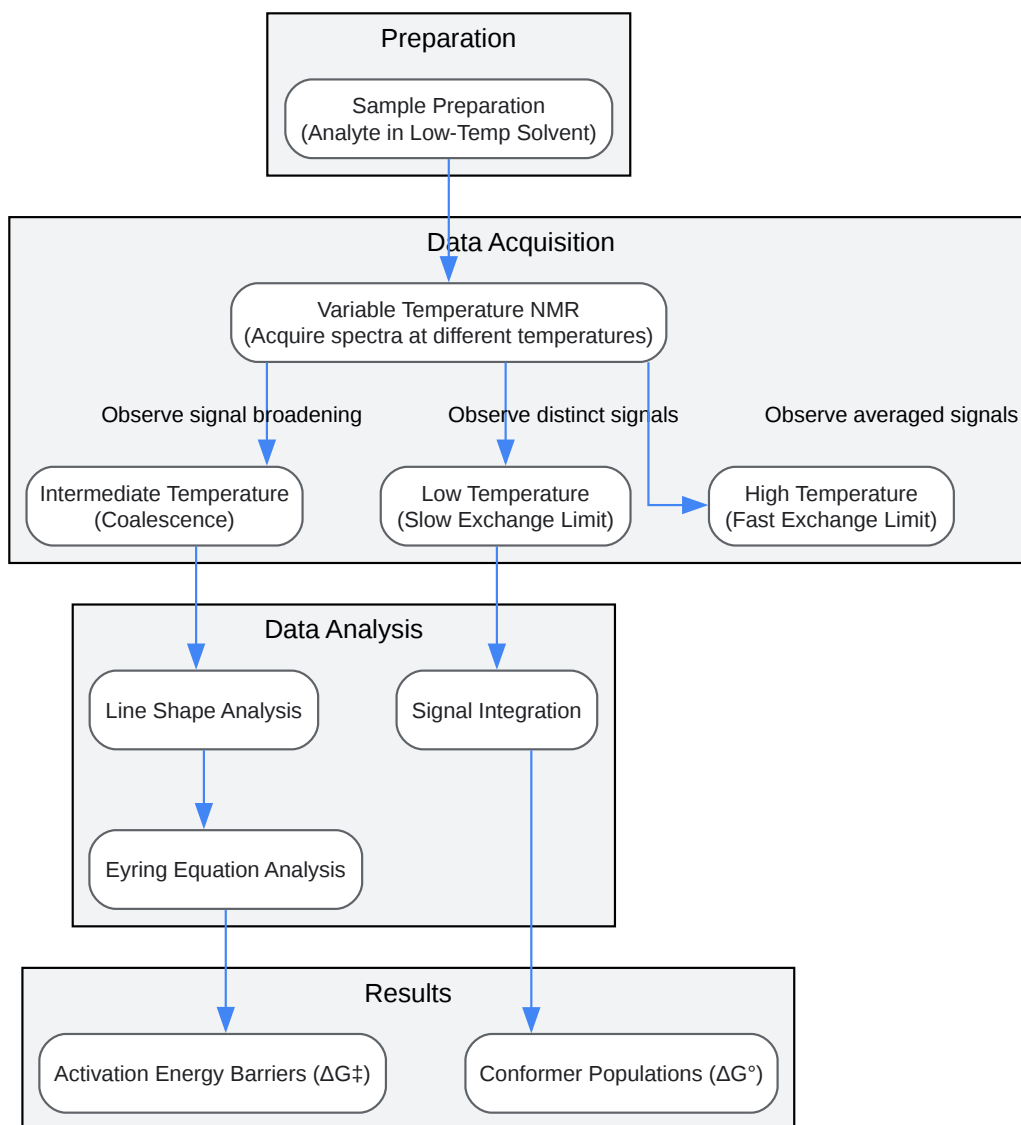 Preparation
Sample Preparation
(Analyte in Low-Temp Solvent)
Data Acquisition
Variable Temperature NMR
(Acquire spectra at different temperatures)
Observe signal broadening
Observe distinct signals
Observe averaged signals
Intermediate Temperature
(Coalescence)
Low Temperature
(Slow Exchange Limit)
High Temperature
(Fast Exchange Limit)
Data Analysis
Line Shape Analysis
Signal Integration
Eyring Equation Analysis
Results
Activation Energy Barriers (ΔG‡)
Conformer Populations (ΔG°)